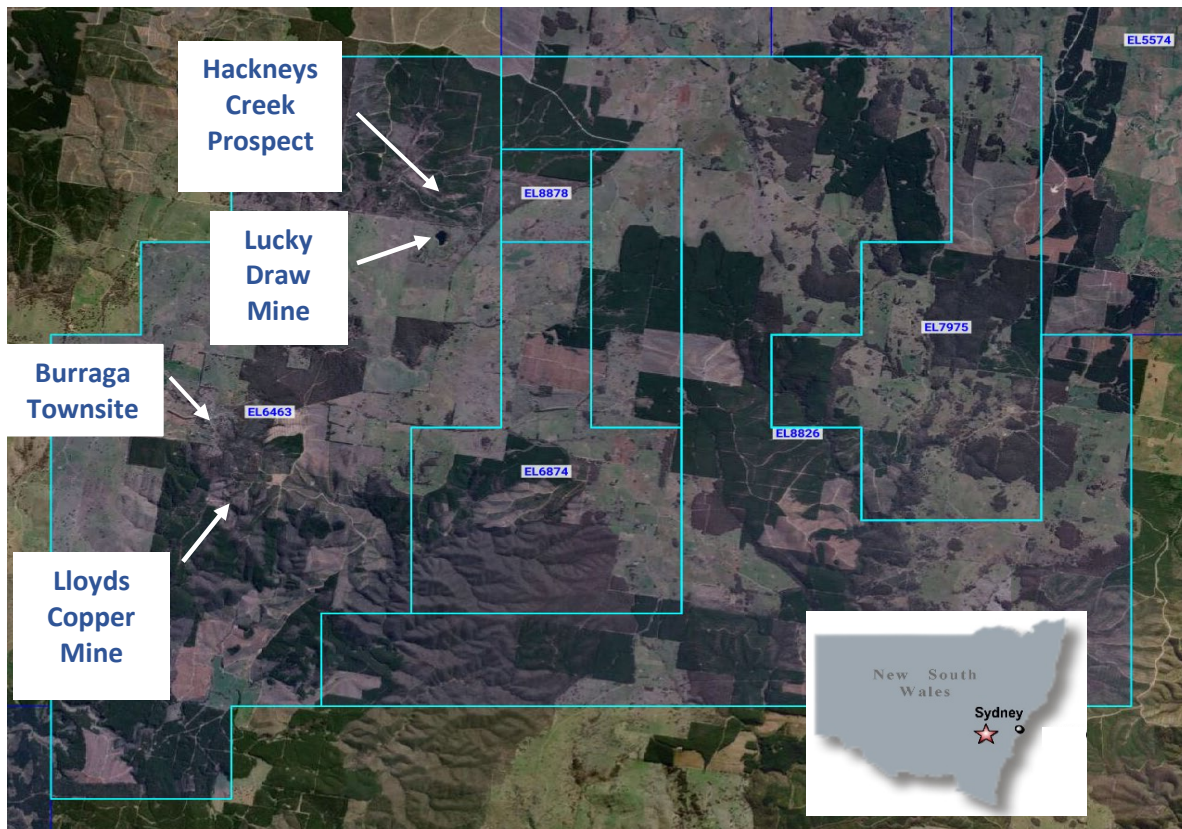 EL5574
Hackneys
Creek
Prospect
EL8878
Lucky
Draw
Mine
EL7975
Burraga
Townsite
EL6463
EL8826
EL6874
Lloyds
Copper
Mine
New South
Wales
Sydney